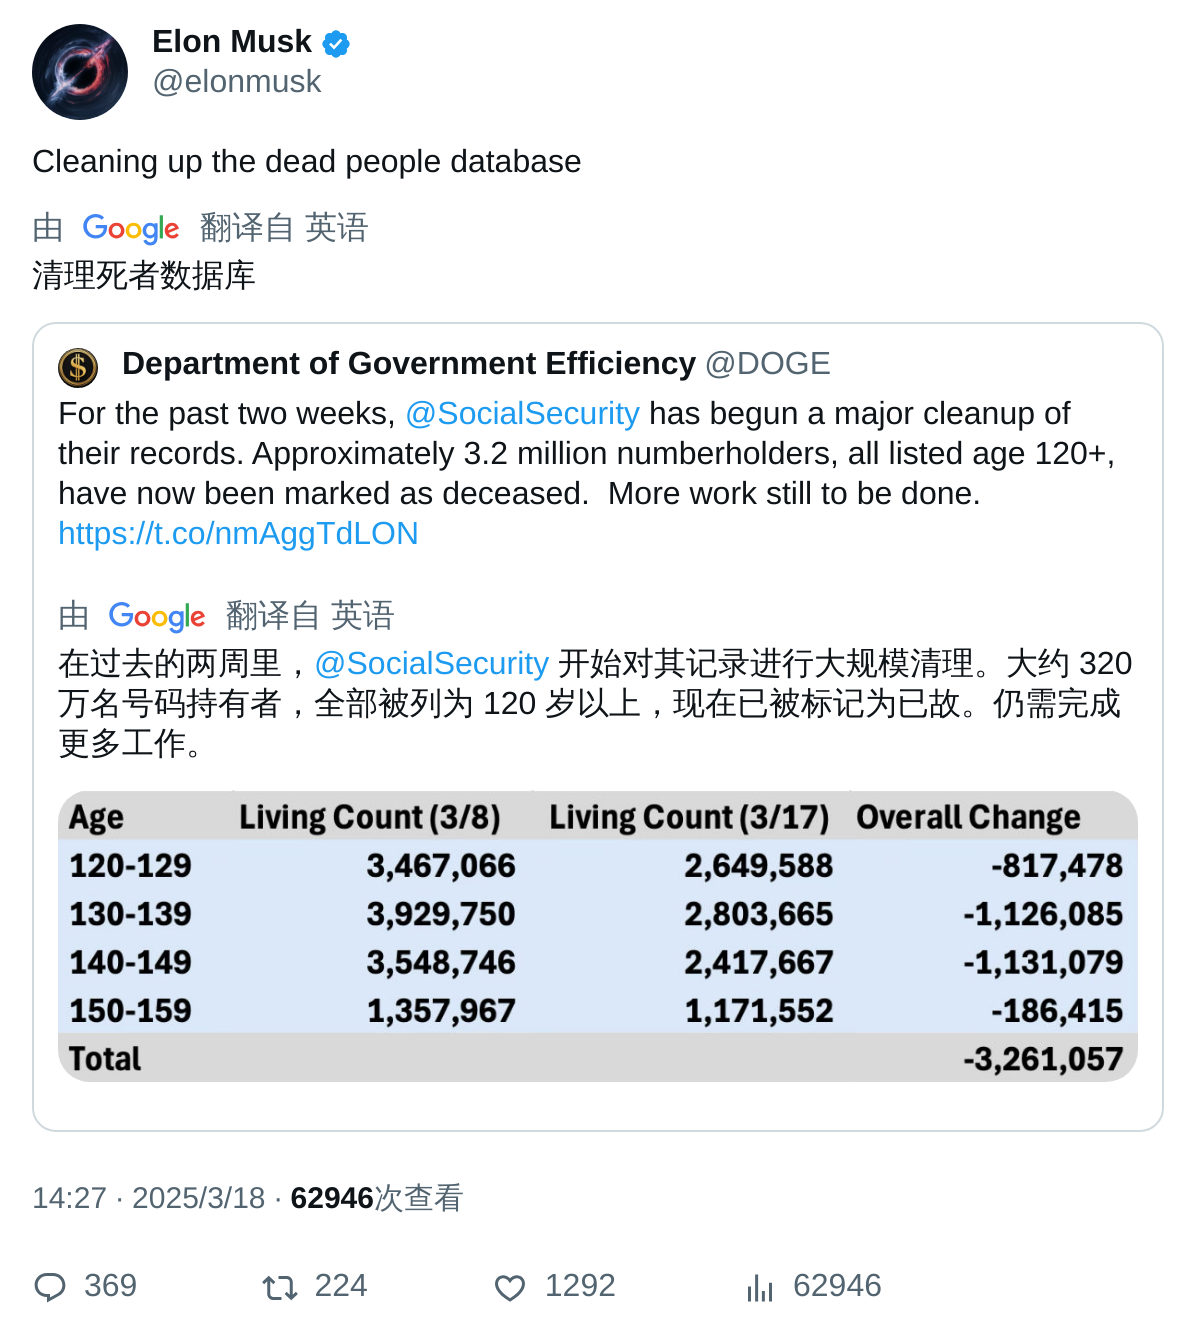 Elon Musk
@elonmusk
Cleaning up the dead people database
由 Google 翻译自 英语
清理死者数据库
Department of Government Efficiency @DOGE
For the past two weeks, @SocialSecurity has begun a major cleanup of
their records. Approximately 3.2 million numberholders, all listed age 120+,
have now been marked as deceased.  More work still to be done.
https://t.co/nmAggTdLON
由 Google 翻译自 英语
在过去的两周里，@SocialSecurity 开始对其记录进行大规模清理。大约 320
万名号码持有者，全部被列为 120 岁以上，现在已被标记为已故。仍需完成
更多工作。
Age Living Count (3/8) Living Count (3/17) Overall Change
120-129 3,467,066 2,649,588 -817,478
130-139 3,929,750 2,803,665 -1,126,085
140-149 3,548,746 2,417,667 -1,131,079
150-159 1,357,967 1,171,552 -186,415
Total -3,261,057
14:27 · 2025/3/18 · 62946次查看
369 224 1292 62946